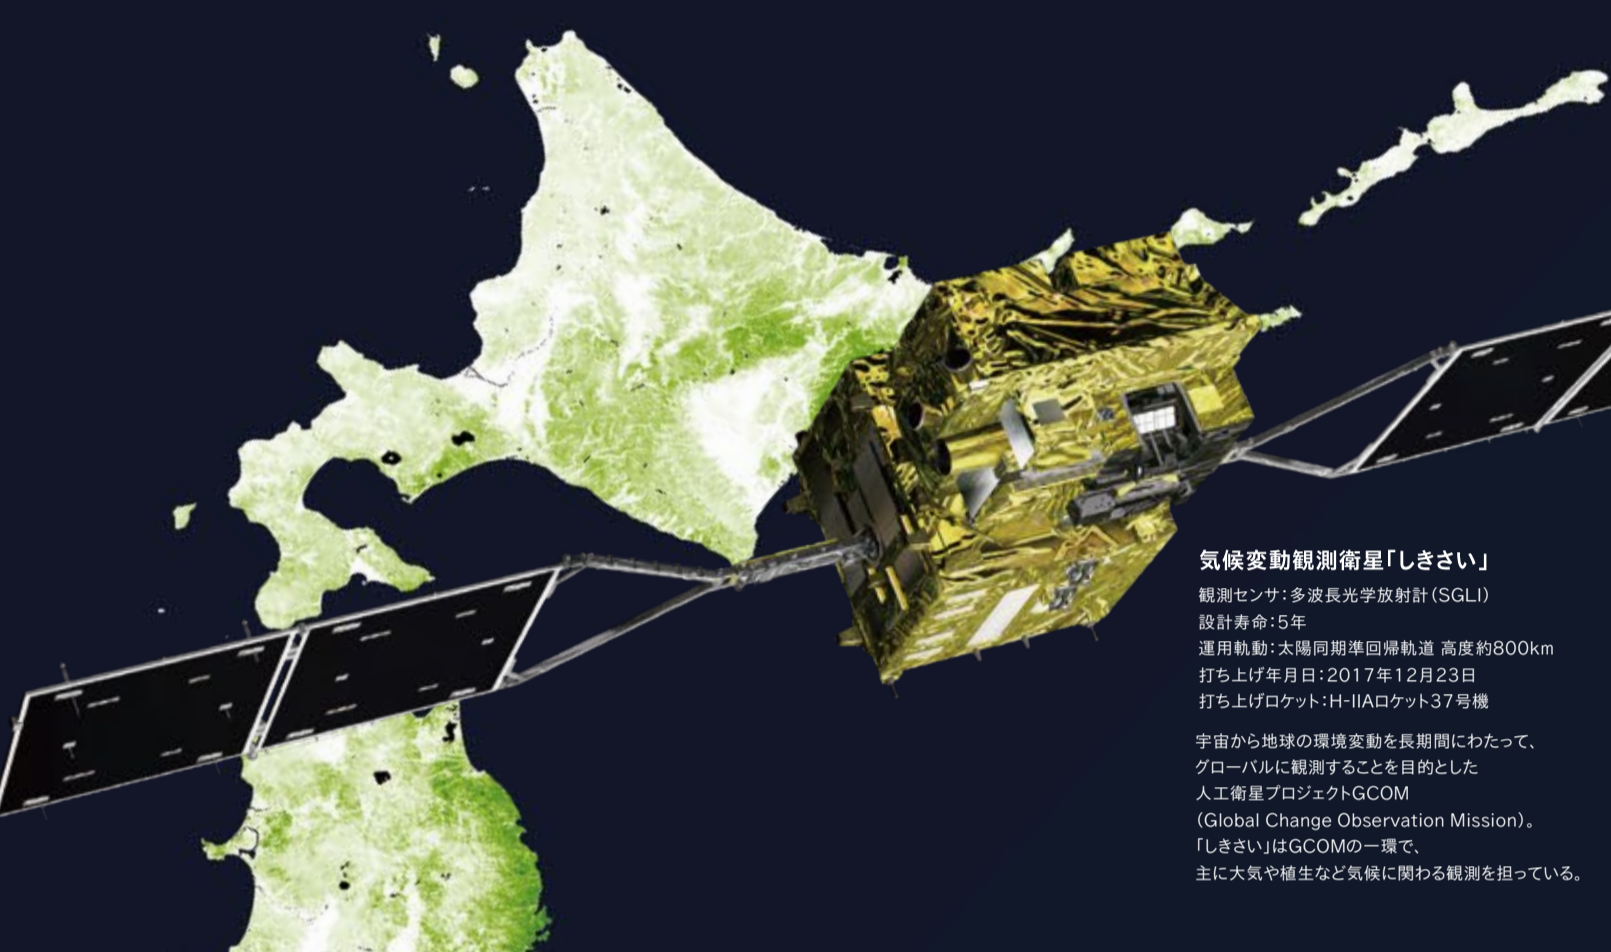 気候変動観測衛星「しきさい」
観測センサ：多波長光学放射計（SGLI）
設計寿命：5年
運用軌動：太陽同期準回帰軌道 高度約800km
打ち上げ年月日：2017年12月23日
打ち上げロケット：H-IIAロケット37号機
宇宙から地球の環境変動を長期間にわたって、
グローバルに観測することを目的とした
人工衛星プロジェクトGCOM
（Global Change Observation Mission）。
「しきさい」はGCOMの一環で、
主に大気や植生など気候に関わる観測を担っている。